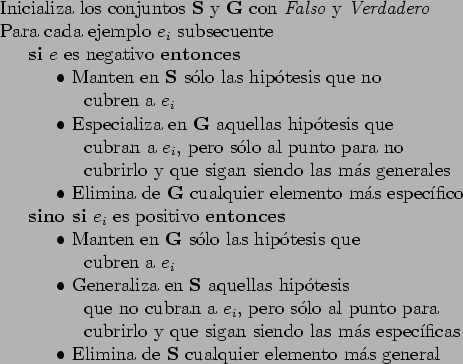 Inicializa los conjuntos S y G con Falso y Verdadero
Para cada ejemplo e_i subsecuente
si e es negativo entonces
• Manten en S sólo las hipótesis que no
cubren a e_i
• Especializa en G aquellas hipótesis que
cubran a e_i, pero sólo al punto para no
cubrirlo y que sigan siendo las más generales
• Elimina de G cualquier elemento más específico
sino si e_i es positivo entonces
• Manten en G sólo las hipótesis que
cubren a e_i
• Generaliza en S aquellas hipótesis
que no cubran a e_i, pero sólo al punto para
cubrirlo y que sigan siendo las más específicas
• Elimina de S cualquier elemento más general